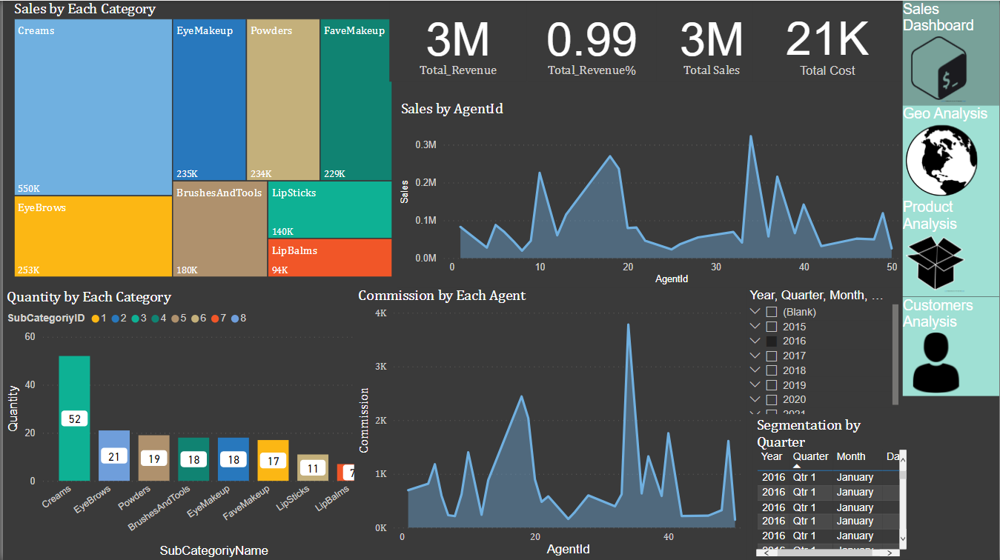 Sales by Each Category
Creams
550K
EyeBrows
253K
EyeMakeup
235K
Powders
234K
FaveMakeup
229K
BrushesAndTools
180K
LipSticks
140K
LipBalms
94K
3M
Total_Revenue
0.99
Total_Revenue%
3M
Total Sales
21K
Total Cost
Sales by AgentId
Sales
0.3M
0.2M
0.1M
0.0M
0 10 20 30 40 50
AgentId
Sales
Dashboard
$_
Geo Analysis
Product
Analysis
Customers
Analysis
Quantity by Each Category
SubCategoriyID 1 2 3 4 5 6 7 8
Quantity
60
40
20
0
52 21 19 18 18 17 11 7
Creams EyeBrows Powders BrushesAndTools EyeMakeup FaveMakeup LipSticks LipBalms
SubCategoriyName
Commission by Each Agent
Commission
4K
3K
2K
1K
0K
0 20 40
AgentId
Year, Quarter, Month, ...
(Blank)
2015
2016
2017
2018
2019
2020
2021
Segmentation by
Quarter
Year Quarter Month Da
2016 Qtr 1 January
2016 Qtr 1 January
2016 Qtr 1 January
2016 Qtr 1 January
2016 Qtr 1 January
2016 Qtr 1 January